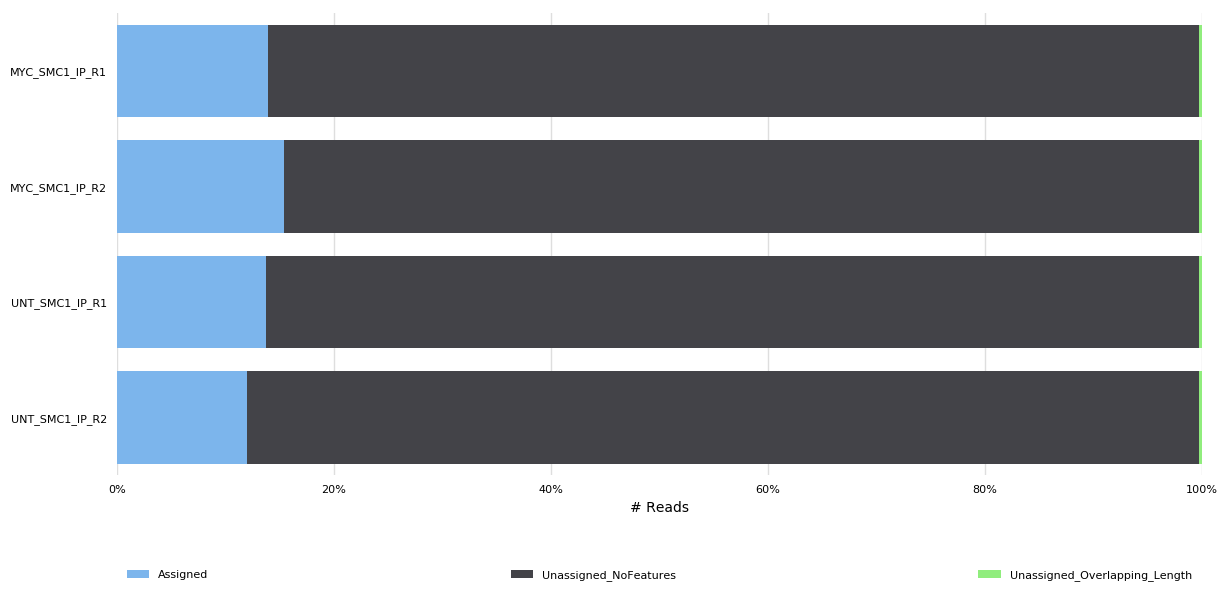 MYC_SMC1_IP_R1
MYC_SMC1_IP_R2
UNT_SMC1_IP_R1
UNT_SMC1_IP_R2
0% 20% 40% 60% 80% 100%
# Reads
Assigned Unassigned_NoFeatures Unassigned_Overlapping_Length